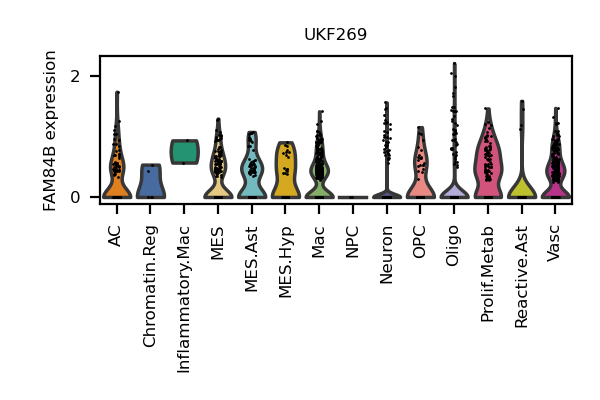 UKF269
FAM84B expression
2
0
AC
Chromatin.Reg
Inflammatory.Mac
MES
MES.Ast
MES.Hyp
Mac
NPC
Neuron
OPC
Oligo
Prolif.Metab
Reactive.Ast
Vasc